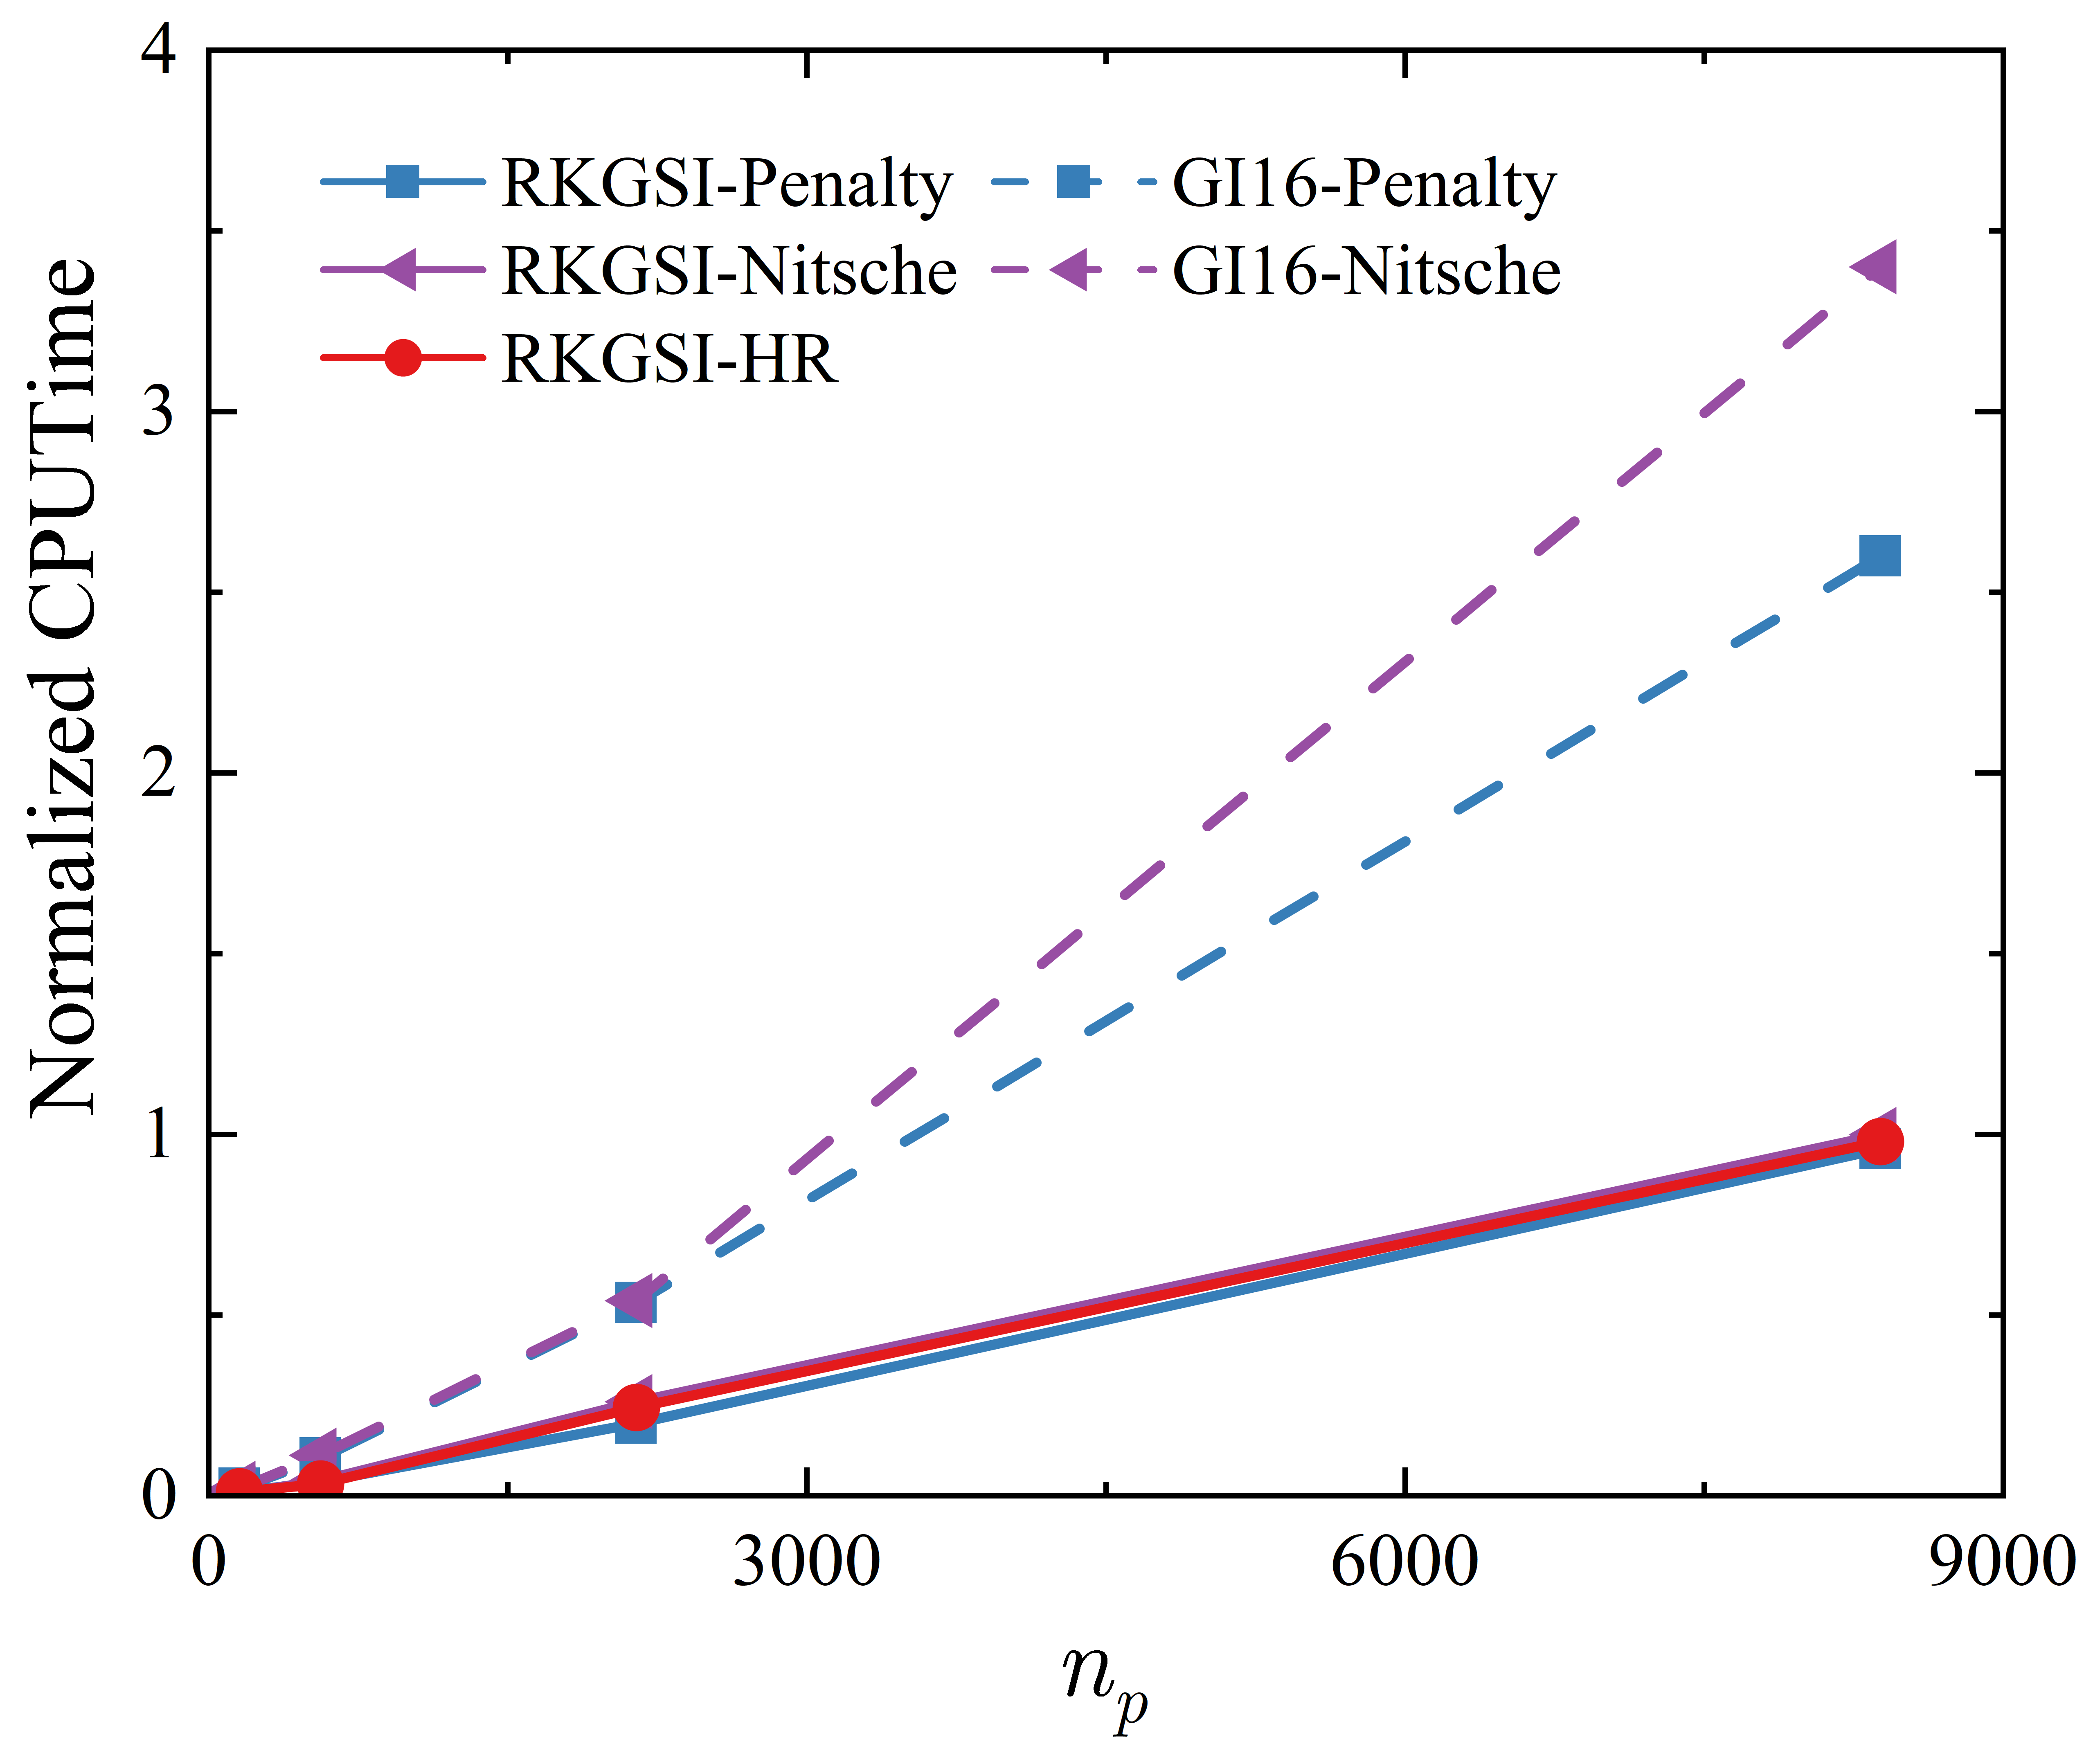 4
3
2
1
0
Normalized CPUTime
RKGSI-Penalty
GI16-Penalty
RKGSI-Nitsche
GI16-Nitsche
RKGSI-HR
0
3000
6000
9000
n_p